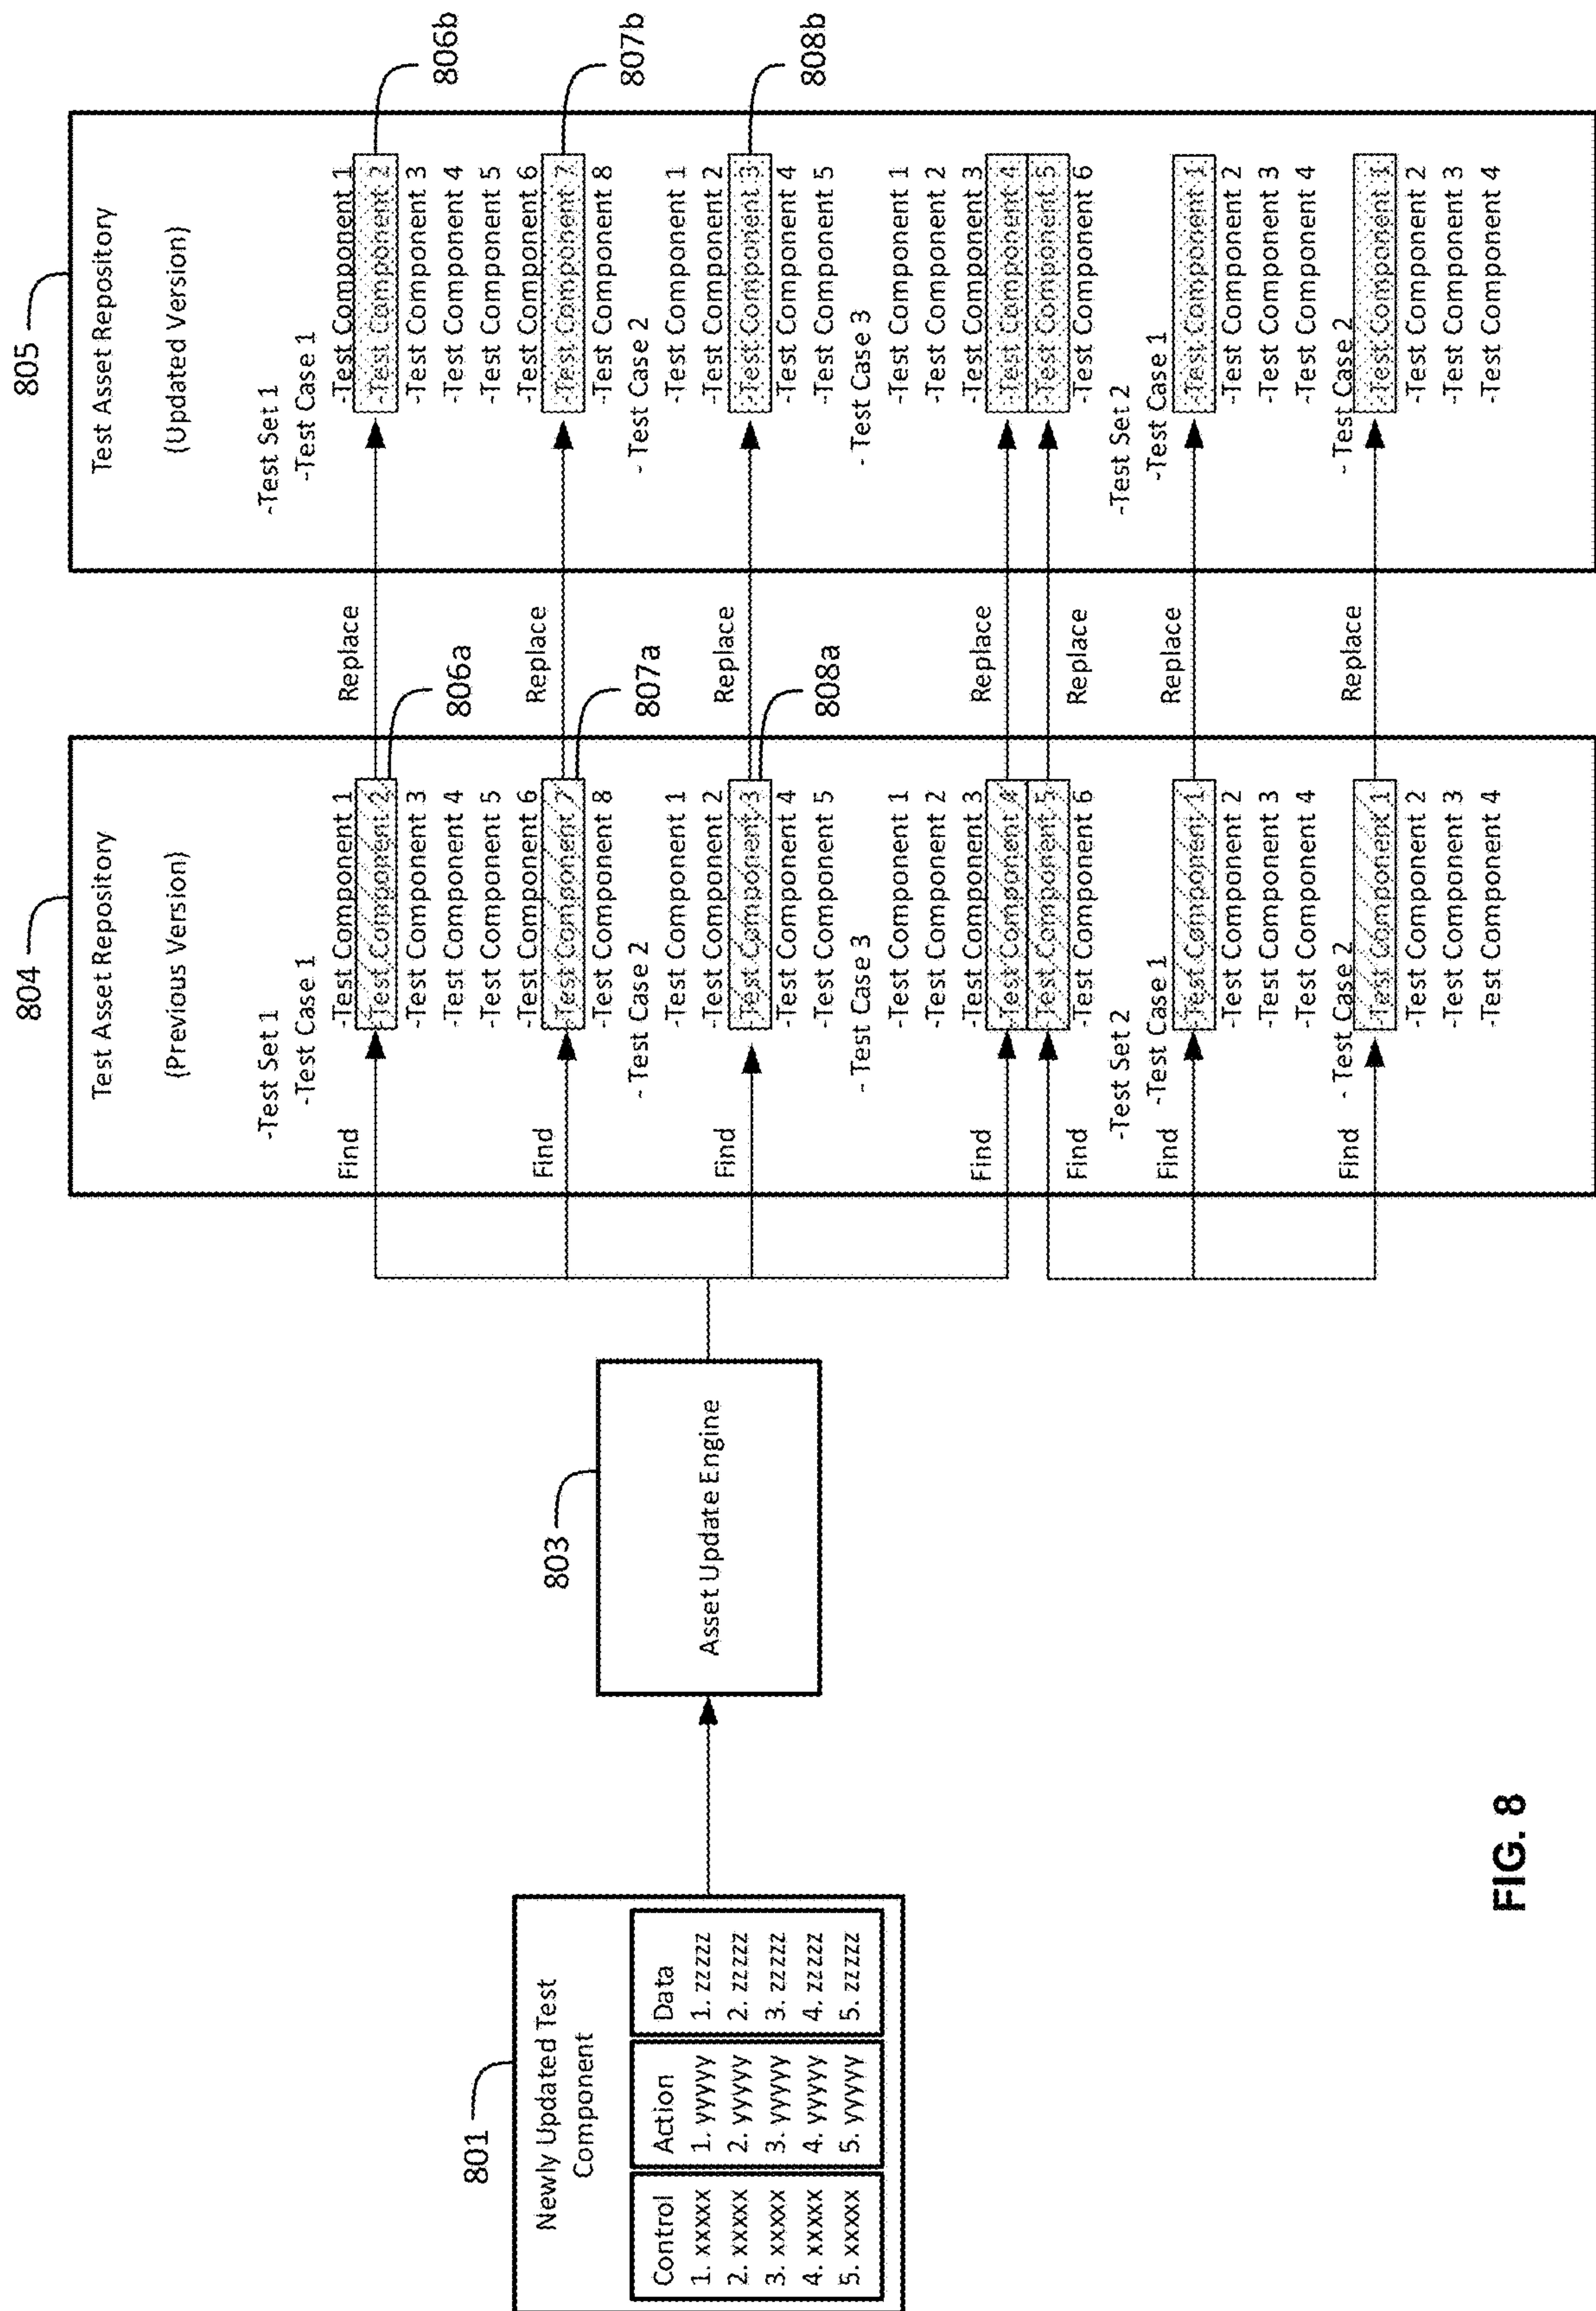 801
Newly Updated Test
Component
Control
1. xxxxx
2. xxxxx
3. xxxxx
4. xxxxx
5. xxxxx
Action
1. yyyyy
2. yyyyy
3. yyyyy
4. yyyyy
5. yyyyy
Data
1. zzzzz
2. zzzzz
3. zzzzz
4. zzzzz
5. zzzzz
803
Asset Update Engine
804
Test Asset Repository
(Previous Version)
-Test Set 1
-Test Case 1
Find
-Test Component 1
-Test Component 2
-Test Component 3
-Test Component 4
-Test Component 5
-Test Component 6
Find
-Test Component 7
-Test Component 8
- Test Case 2
-Test Component 1
-Test Component 2
Find
-Test Component 3
-Test Component 4
-Test Component 5
- Test Case 3
-Test Component 1
-Test Component 2
-Test Component 3
Find
-Test Component 4
-Test Component 5
Find
-Test Component 6
-Test Set 2
-Test Case 1
Find
-Test Component 1
-Test Component 2
-Test Component 3
-Test Component 4
- Test Case 2
Find
-Test Component 1
-Test Component 2
-Test Component 3
-Test Component 4
Replace
806a
Replace
807a
Replace
808a
Replace
Replace
Replace
Replace
805
Test Asset Repository
(Updated Version)
-Test Set 1
-Test Case 1
-Test Component 1
-Test Component 2
-Test Component 3
-Test Component 4
-Test Component 5
-Test Component 6
-Test Component 7
-Test Component 8
- Test Case 2
-Test Component 1
-Test Component 2
-Test Component 3
-Test Component 4
-Test Component 5
- Test Case 3
-Test Component 1
-Test Component 2
-Test Component 3
-Test Component 4
-Test Component 5
-Test Component 6
-Test Set 2
-Test Case 1
-Test Component 1
-Test Component 2
-Test Component 3
-Test Component 4
- Test Case 2
-Test Component 1
-Test Component 2
-Test Component 3
-Test Component 4
806b
807b
808b
FIG. 8